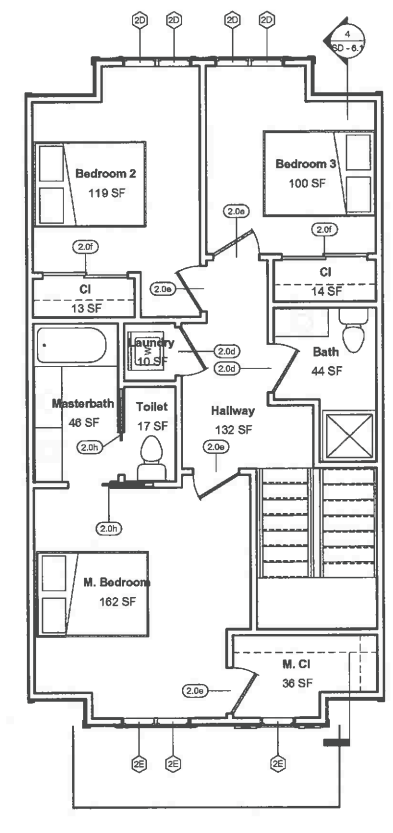 2D 2D 2D 2D
4
SD - 6.1
Bedroom 2
119 SF
Bedroom 3
100 SF
2.0e
2.0f
2.0f
2.0e
Cl
13 SF
Cl
14 SF
Laundry
10 SF
W
2.0d
2.0d
Bath
44 SF
Masterbath
46 SF
Toilet
17 SF
Hallway
132 SF
2.0h
2.0e
2.0h
M. Bedroom
162 SF
M. Cl
36 SF
2.0e
2E 2E 2E